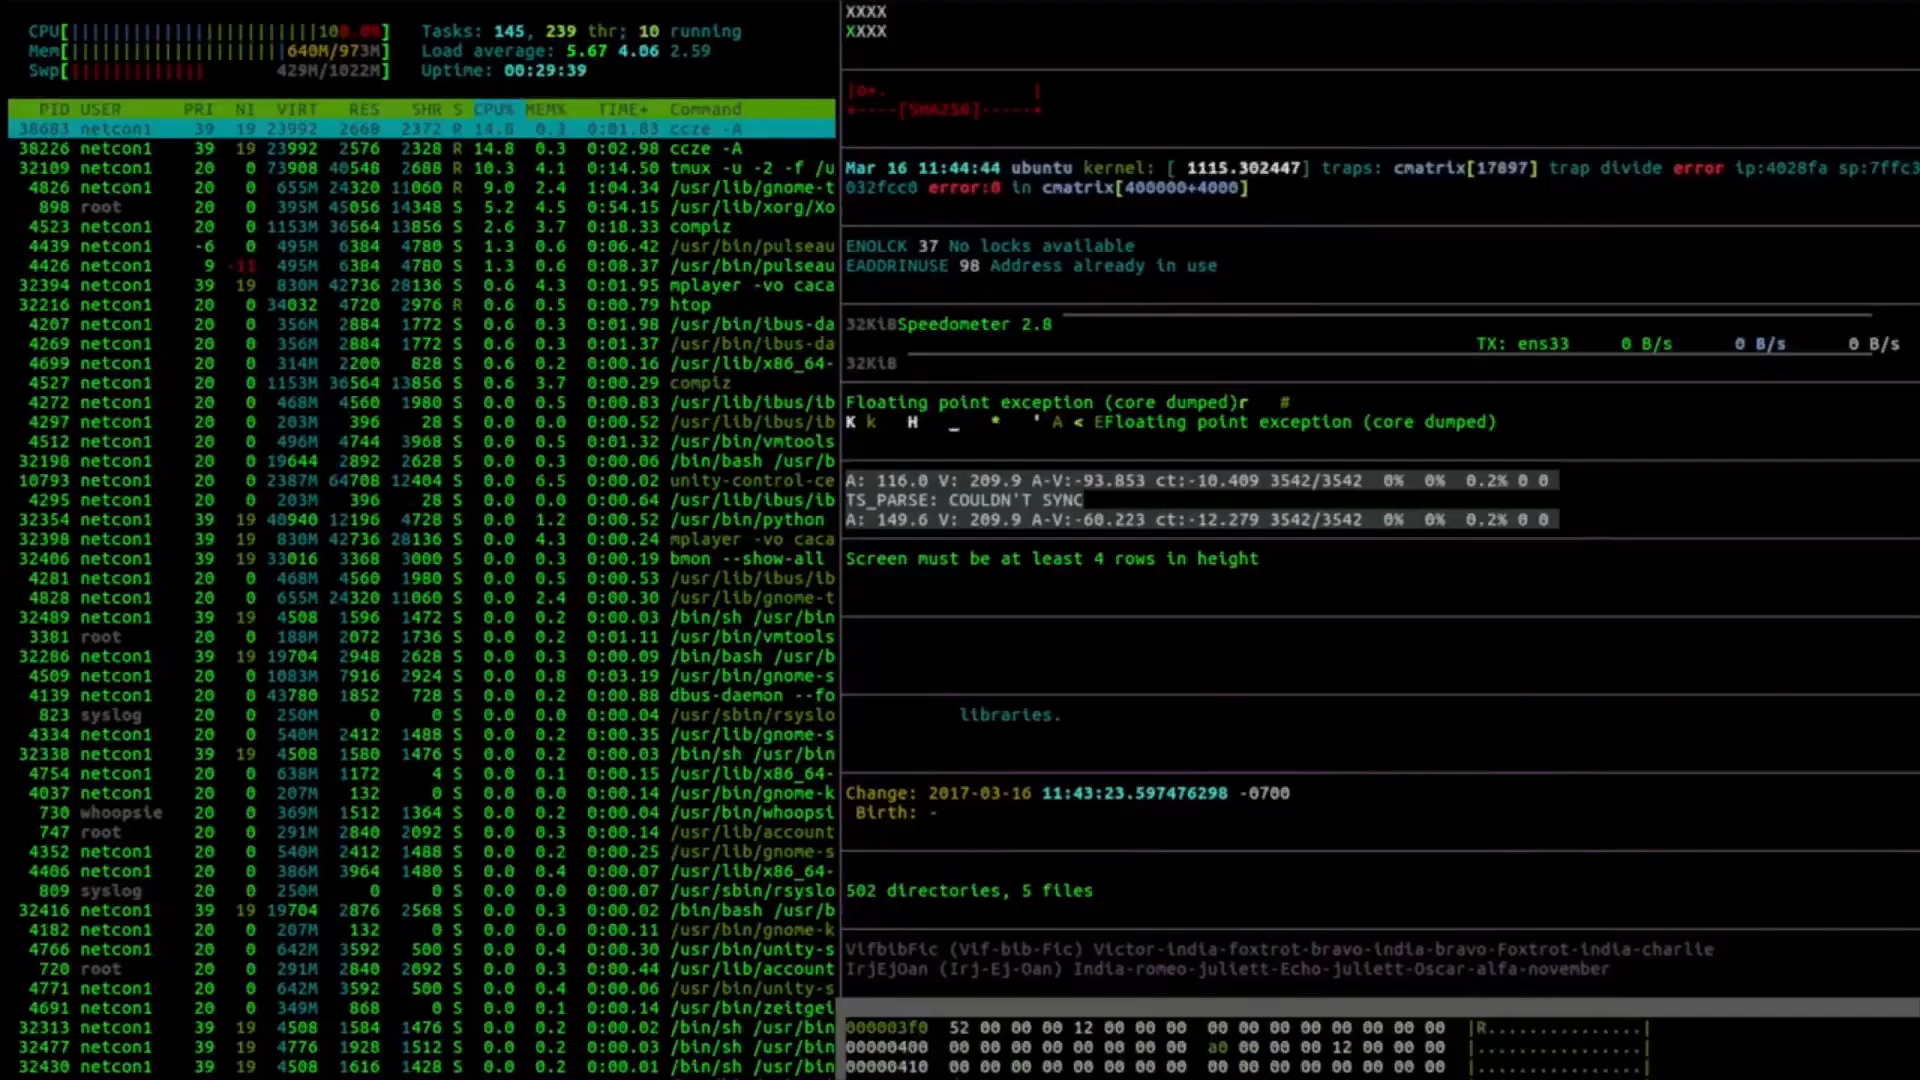 CPU[||||||||||||||||||||||||100.0%]
Mem[|||||||||||||||||||||640M/973M]
Swp[||||||||||||| 429M/1022M]
Tasks: 145, 239 thr; 10 running
Load average: 5.67 4.06 2.59
Uptime: 00:29:39
PID USER PRI NI VIRT RES SHR S CPU% MEM% TIME+ Command
38683 netcon1 39 19 23992 2668 2372 R 14.8 0.3 0:01.03 ccze -A
38226 netcon1 39 19 23992 2576 2328 R 14.8 0.3 0:02.98 ccze -A
32109 netcon1 20 0 73908 40548 2688 R 10.3 4.1 0:14.50 tmux -u -2 -f /u
4826 netcon1 20 0 655M 24320 11060 R 9.0 2.4 1:04.34 /usr/lib/gnome-t
898 root 20 0 395M 45056 14348 S 5.2 4.5 0:54.15 /usr/lib/xorg/Xo
4523 netcon1 20 0 1153M 36564 13856 S 2.6 3.7 0:18.33 compiz
4439 netcon1 -6 0 495M 6384 4780 S 1.3 0.6 0:06.42 /usr/bin/pulseau
4426 netcon1 9 -11 495M 6384 4780 S 1.3 0.6 0:08.37 /usr/bin/pulseau
32394 netcon1 39 19 830M 42736 28136 S 0.6 4.3 0:01.95 mplayer -vo caca
32216 netcon1 20 0 34032 4720 2976 R 0.6 0.5 0:00.79 htop
4207 netcon1 20 0 356M 2884 1772 S 0.6 0.3 0:01.98 /usr/bin/ibus-da
4269 netcon1 20 0 356M 2884 1772 S 0.6 0.3 0:01.37 /usr/bin/ibus-da
4699 netcon1 20 0 314M 2200 828 S 0.6 0.2 0:00.16 /usr/lib/x86_64-
4527 netcon1 20 0 1153M 36564 13856 S 0.6 3.7 0:00.29 compiz
4272 netcon1 20 0 468M 4560 1980 S 0.0 0.5 0:00.83 /usr/lib/ibus/ib
4297 netcon1 20 0 203M 396 28 S 0.0 0.0 0:00.52 /usr/lib/ibus/ib
4512 netcon1 20 0 496M 4744 3968 S 0.0 0.5 0:01.32 /usr/bin/vmtools
32198 netcon1 20 0 19644 2892 2628 S 0.0 0.3 0:00.06 /bin/bash /usr/b
10793 netcon1 20 0 2387M 64708 12404 S 0.0 6.5 0:00.02 unity-control-ce
4295 netcon1 20 0 203M 396 28 S 0.0 0.0 0:00.64 /usr/lib/ibus/ib
32354 netcon1 39 19 40940 12196 4728 S 0.0 1.2 0:00.52 /usr/bin/python
32398 netcon1 39 19 830M 42736 28136 S 0.0 4.3 0:00.24 mplayer -vo caca
32406 netcon1 39 19 33016 3368 3000 S 0.0 0.3 0:00.19 bmon --show-all
4281 netcon1 20 0 468M 4560 1980 S 0.0 0.5 0:00.53 /usr/lib/ibus/ib
4828 netcon1 20 0 655M 24320 11060 S 0.0 2.4 0:00.30 /usr/lib/gnome-t
32489 netcon1 39 19 4508 1596 1472 S 0.0 0.2 0:00.03 /bin/sh /usr/bin
3381 root 20 0 188M 2072 1736 S 0.0 0.2 0:01.11 /usr/bin/vmtools
32286 netcon1 39 19 19704 2948 2628 S 0.0 0.3 0:00.09 /bin/bash /usr/b
4509 netcon1 20 0 1083M 7916 2924 S 0.0 0.8 0:03.19 /usr/lib/gnome-s
4139 netcon1 20 0 43780 1852 728 S 0.0 0.2 0:00.88 dbus-daemon --fo
823 syslog 20 0 250M 0 0 S 0.0 0.0 0:00.04 /usr/sbin/rsyslo
4334 netcon1 20 0 540M 2412 1488 S 0.0 0.2 0:00.35 /usr/lib/gnome-s
32338 netcon1 39 19 4508 1580 1476 S 0.0 0.2 0:00.03 /bin/sh /usr/bin
4754 netcon1 20 0 638M 1172 4 S 0.0 0.1 0:00.15 /usr/lib/x86_64-
4037 netcon1 20 0 207M 132 0 S 0.0 0.0 0:00.14 /usr/bin/gnome-k
730 whoopsie 20 0 369M 1512 1364 S 0.0 0.2 0:00.04 /usr/bin/whoopsi
747 root 20 0 291M 2840 2092 S 0.0 0.3 0:00.14 /usr/lib/account
4352 netcon1 20 0 540M 2412 1488 S 0.0 0.2 0:00.25 /usr/lib/gnome-s
4406 netcon1 20 0 386M 3964 1480 S 0.0 0.4 0:00.07 /usr/lib/x86_64-
809 syslog 20 0 250M 0 0 S 0.0 0.0 0:00.07 /usr/sbin/rsyslo
32416 netcon1 39 19 19704 2876 2568 S 0.0 0.3 0:00.02 /bin/bash /usr/b
4182 netcon1 20 0 207M 132 0 S 0.0 0.0 0:00.11 /usr/bin/gnome-k
4766 netcon1 20 0 642M 3592 500 S 0.0 0.4 0:00.30 /usr/bin/unity-s
720 root 20 0 291M 2840 2092 S 0.0 0.3 0:00.44 /usr/lib/account
4771 netcon1 20 0 642M 3592 500 S 0.0 0.4 0:00.06 /usr/bin/unity-s
4691 netcon1 20 0 349M 868 0 S 0.0 0.1 0:00.14 /usr/bin/zeitgei
32313 netcon1 39 19 4508 1584 1476 S 0.0 0.2 0:00.02 /bin/sh /usr/bin
32477 netcon1 39 19 4776 1928 1512 S 0.0 0.2 0:00.03 /bin/sh /usr/bin
32430 netcon1 39 19 4508 1616 1428 S 0.0 0.2 0:00.01 /bin/sh /usr/bin
XXXX
XXXX
|o+. |
+----[SHA256]-----+
Mar 16 11:44:44 ubuntu kernel: [ 1115.302447] traps: cmatrix[17897] trap divide error ip:4028fa sp:7ffc3
032fcc0 error:0 in cmatrix[400000+4000]
ENOLCK 37 No locks available
EADDRINUSE 98 Address already in use
32KiBSpeedometer 2.8
TX: ens33 0 B/s 0 B/s 0 B/s
32KiB
Floating point exception (core dumped)r #
K k H _ * ' A < EFloating point exception (core dumped)
A: 116.0 V: 209.9 A-V:-93.853 ct:-10.409 3542/3542 0% 0% 0.2% 0 0
TS_PARSE: COULDN'T SYNC
A: 149.6 V: 209.9 A-V:-60.223 ct:-12.279 3542/3542 0% 0% 0.2% 0 0
Screen must be at least 4 rows in height
libraries.
Change: 2017-03-16 11:43:23.597476298 -0700
Birth: -
502 directories, 5 files
VifbibFic (Vif-bib-Fic) Victor-india-foxtrot-bravo-india-bravo-Foxtrot-india-charlie
IrjEjOan (Irj-Ej-Oan) India-romeo-juliett-Echo-juliett-Oscar-alfa-november
000003f0 52 00 00 00 12 00 00 00 00 00 00 00 00 00 00 00 |R...............|
00000400 00 00 00 00 00 00 00 00 a0 00 00 00 12 00 00 00 |................|
00000410 00 00 00 00 00 00 00 00 00 00 00 00 00 00 00 00 |................|